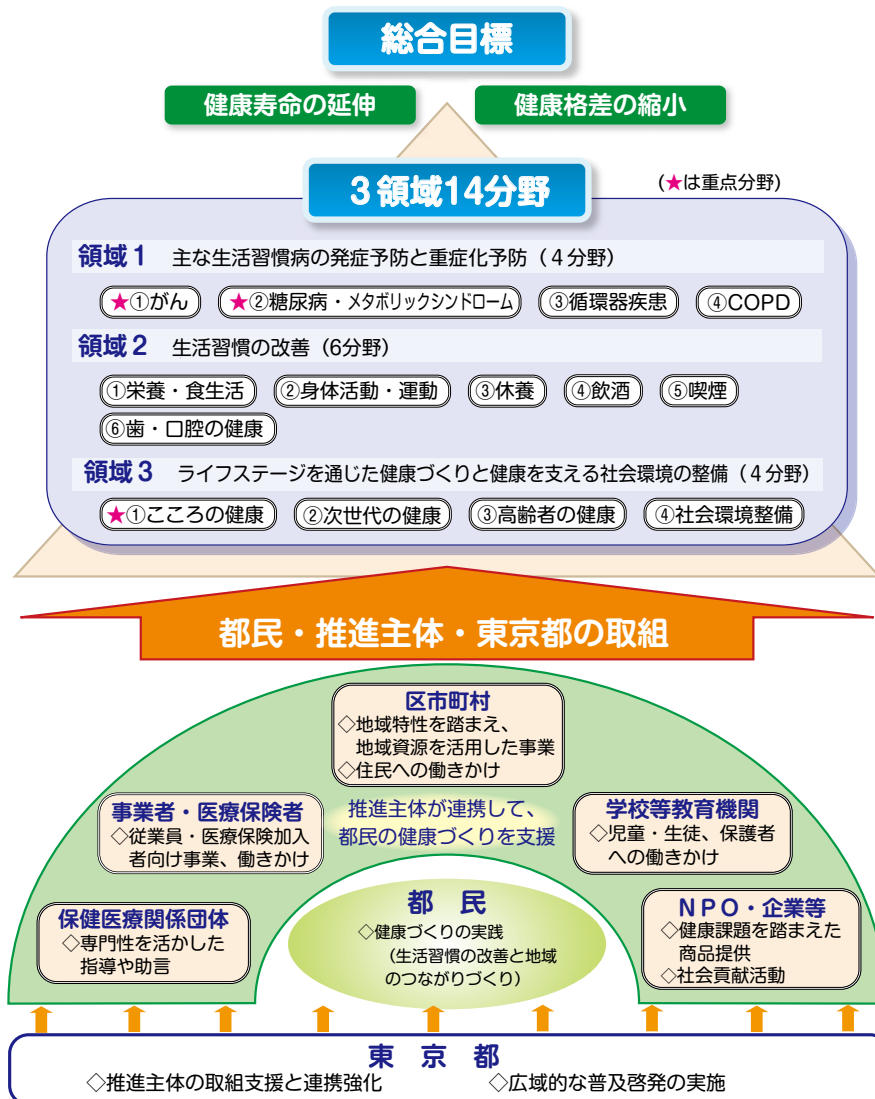 総合目標
健康寿命の延伸
健康格差の縮小
3領域14分野
(★は重点分野)
領域1 主な生活習慣病の発症予防と重症化予防(4分野)
★①がん ★②糖尿病・メタボリックシンドローム ③循環器疾患 ④COPD
領域2 生活習慣の改善(6分野)
①栄養・食生活 ②身体活動・運動 ③休養 ④飲酒 ⑤喫煙
⑥歯・口腔の健康
領域3 ライフステージを通じた健康づくりと健康を支える社会環境の整備(4分野)
★①こころの健康 ②次世代の健康 ③高齢者の健康 ④社会環境整備
都民・推進主体・東京都の取組
区市町村
◇地域特性を踏まえ、
地域資源を活用した事業
◇住民への働きかけ
事業者・医療保険者
◇従業員・医療保険加入
者向け事業、働きかけ
推進主体が連携して、
都民の健康づくりを支援
学校等教育機関
◇児童・生徒、保護者
への働きかけ
保健医療関係団体
◇専門性を活かした
指導や助言
都 民
◇健康づくりの実践
(生活習慣の改善と地域
のつながりづくり)
NPO・企業等
◇健康課題を踏まえた
商品提供
◇社会貢献活動
東 京 都
◇推進主体の取組支援と連携強化 ◇広域的な普及啓発の実施